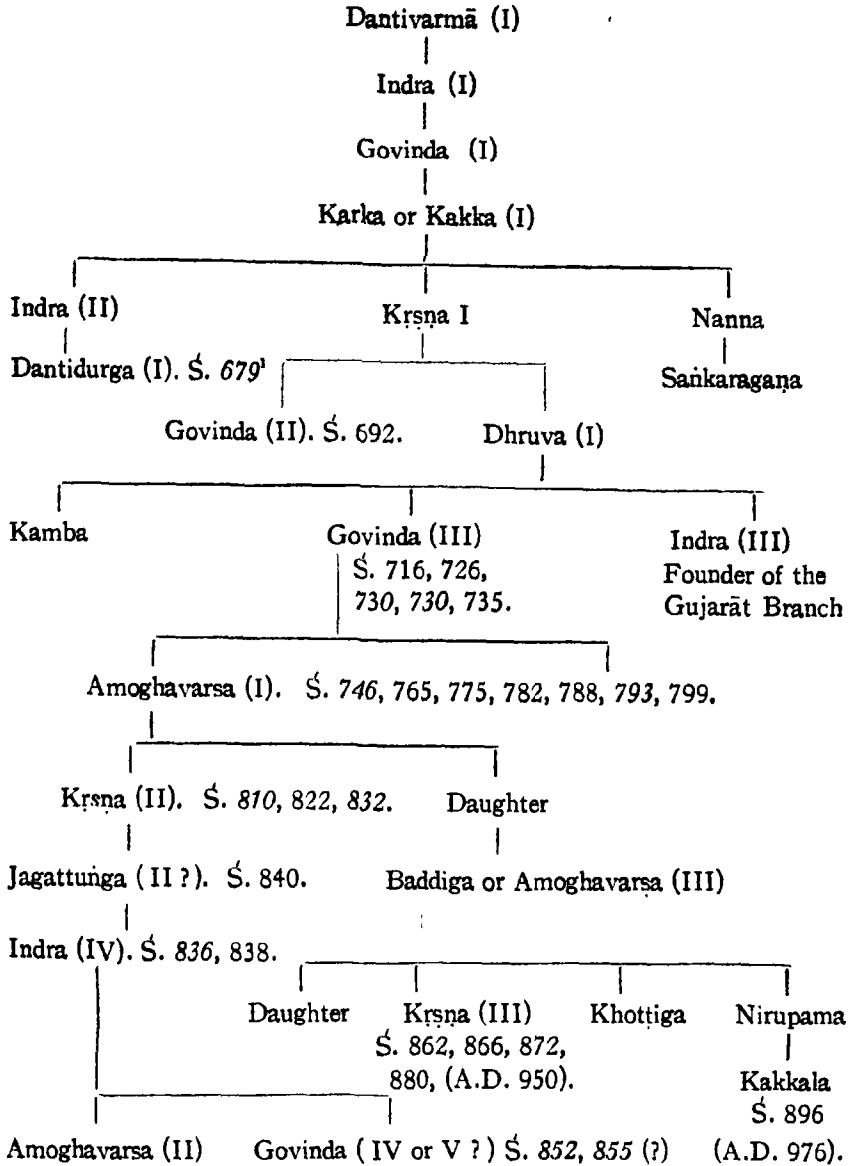 Dantivarmā (I)
Indra (I)
Govinda (I)
Karka or Kakka (I)
Indra (II) Kṛsṇa I Nanna
Dantidurga (I). Ś. 679¹ Saṅkaragaṇa
Govinda (II). Ś. 692. Dhruva (I)
Kamba Govinda (III) Indra (III)
Ś. 716, 726, Founder of the
730, 730, 735. Gujarāt Branch
Amoghavarsa (I). Ś. 746, 765, 775, 782, 788, 793, 799.
Kṛsṇa (II). Ś. 810, 822, 832. Daughter
Jagattuṅga ( II ?). Ś. 840. Baddiga or Amoghavarṣa (III)
Indra (IV). Ś. 836, 838.
Daughter Kṛsṇa (III) Khoṭṭiga Nirupama
Ś. 862, 866, 872, 
880, (A.D. 950). Kakkala
Ś. 896
Amoghavarsa (II) Govinda ( IV or V ? ) Ś. 852, 855 (?) (A.D. 976).